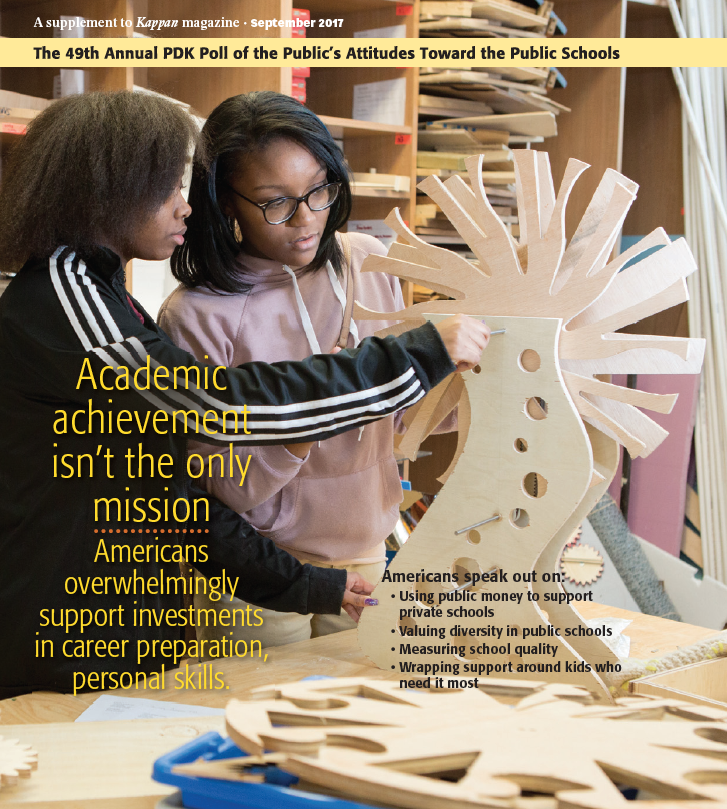 A supplement to Kappan magazine · September 2017
The 49th Annual PDK Poll of the Public's Attitudes Toward the Public Schools
Academic
achievement
isn't the only
mission
Americans
overwhelmingly
support investments
in career preparation,
personal skills.
Americans speak out on:
• Using public money to support
private schools
• Valuing diversity in public schools
• Measuring school quality
• Wrapping support around kids who
need it most